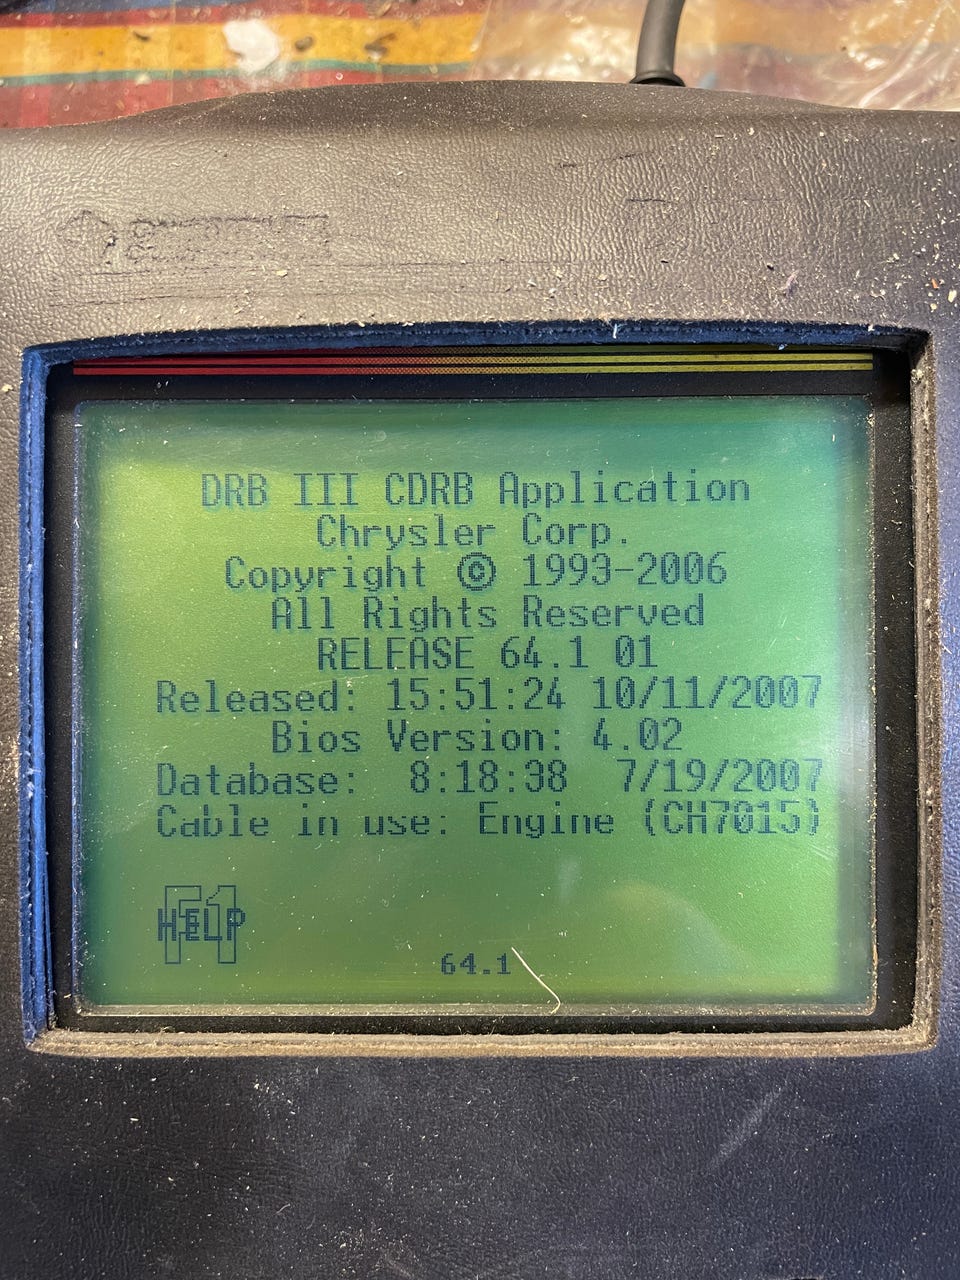 DRB III CDRB Application
Chrysler Corp.
Copyright © 1993-2006
All Rights Reserved
RELEASE 64.1 01
Released: 15:51:24 10/11/2007
Bios Version: 4.02
Database: 8:18:38 7/19/2007
Cable in use: Engine (CH7015)
F1
HELP
64.1